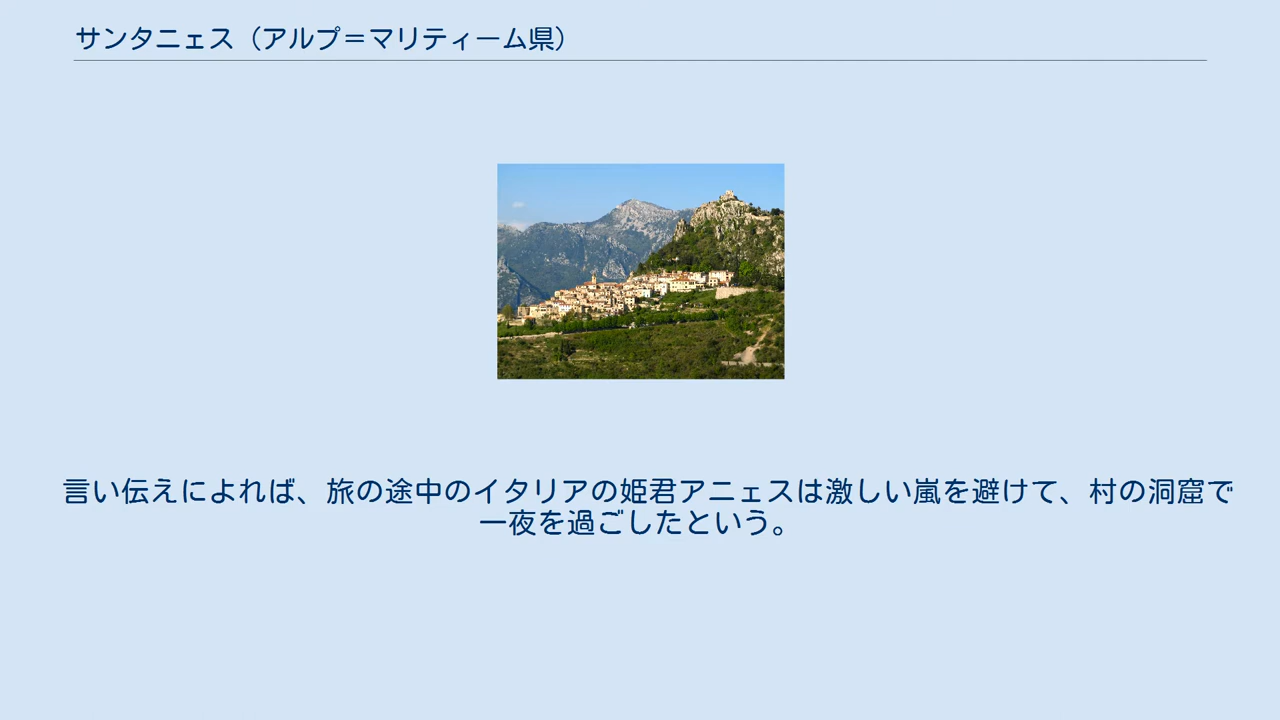 サンタニェス（アルプ＝マリティーム県）
言い伝えによれば、旅の途中のイタリアの姫君アニェスは激しい嵐を避けて、村の洞窟で
一夜を過ごしたという。